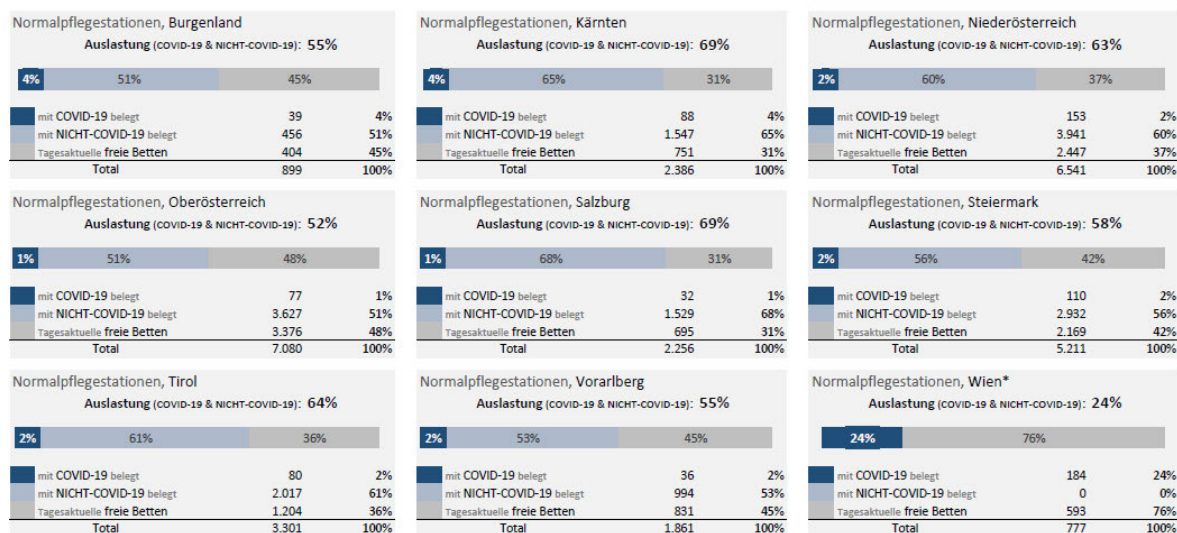 Normalpflegestationen, Burgenland
Auslastung (COVID-19 & NICHT-COVID-19): 55%
4% 51% 45%
mit COVID-19 belegt 39 4%
mit NICHT-COVID-19 belegt 456 51%
Tagesaktuelle freie Betten 404 45%
Total 899 100%
Normalpflegestationen, Kärnten
Auslastung (COVID-19 & NICHT-COVID-19): 69%
4% 65% 31%
mit COVID-19 belegt 88 4%
mit NICHT-COVID-19 belegt 1.547 65%
Tagesaktuelle freie Betten 751 31%
Total 2.386 100%
Normalpflegestationen, Niederösterreich
Auslastung (COVID-19 & NICHT-COVID-19): 63%
2% 60% 37%
mit COVID-19 belegt 153 2%
mit NICHT-COVID-19 belegt 3.941 60%
Tagesaktuelle freie Betten 2.447 37%
Total 6.541 100%
Normalpflegestationen, Oberösterreich
Auslastung (COVID-19 & NICHT-COVID-19): 52%
1% 51% 48%
mit COVID-19 belegt 77 1%
mit NICHT-COVID-19 belegt 3.627 51%
Tagesaktuelle freie Betten 3.376 48%
Total 7.080 100%
Normalpflegestationen, Salzburg
Auslastung (COVID-19 & NICHT-COVID-19): 69%
1% 68% 31%
mit COVID-19 belegt 32 1%
mit NICHT-COVID-19 belegt 1.529 68%
Tagesaktuelle freie Betten 695 31%
Total 2.256 100%
Normalpflegestationen, Steiermark
Auslastung (COVID-19 & NICHT-COVID-19): 58%
2% 56% 42%
mit COVID-19 belegt 110 2%
mit NICHT-COVID-19 belegt 2.932 56%
Tagesaktuelle freie Betten 2.169 42%
Total 5.211 100%
Normalpflegestationen, Tirol
Auslastung (COVID-19 & NICHT-COVID-19): 64%
2% 61% 36%
mit COVID-19 belegt 80 2%
mit NICHT-COVID-19 belegt 2.017 61%
Tagesaktuelle freie Betten 1.204 36%
Total 3.301 100%
Normalpflegestationen, Vorarlberg
Auslastung (COVID-19 & NICHT-COVID-19): 55%
2% 53% 45%
mit COVID-19 belegt 36 2%
mit NICHT-COVID-19 belegt 994 53%
Tagesaktuelle freie Betten 831 45%
Total 1.861 100%
Normalpflegestationen, Wien*
Auslastung (COVID-19 & NICHT-COVID-19): 24%
24% 76%
mit COVID-19 belegt 184 24%
mit NICHT-COVID-19 belegt 0 0%
Tagesaktuelle freie Betten 593 76%
Total 777 100%